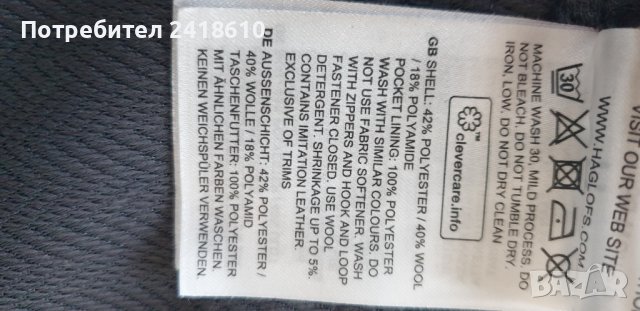 Потребител 2418610
VISIT OUR WEB SITE
WWW.HAGLOFS.COM
30
MACHINE WASH 30, MILD PROCESS. DO
NOT BLEACH. DO NOT TUMBLE DRY.
IRON, LOW. DO NOT DRY CLEAN
clevercare.info
GB SHELL: 42% POLYESTER / 40% WOOL
/ 18% POLYAMIDE
POCKET LINING: 100% POLYESTER
WASH WITH SIMILAR COLOURS. DO
NOT USE FABRIC SOFTENER. WASH
WITH ZIPPERS AND HOOK AND LOOP
FASTENER CLOSED. USE WOOL
DETERGENT. SHRINKAGE UP TO 5%.
CONTAINS IMITATION LEATHER.
EXCLUSIVE OF TRIMS
DE AUSSENSCHICHT: 42% POLYESTER /
40% WOLLE / 18% POLYAMID
TASCHENFUTTER: 100% POLYESTER
MIT ÄHNLICHEN FARBEN WASCHEN.
KEINEN WEICHSPÜLER VERWENDEN.
bazar